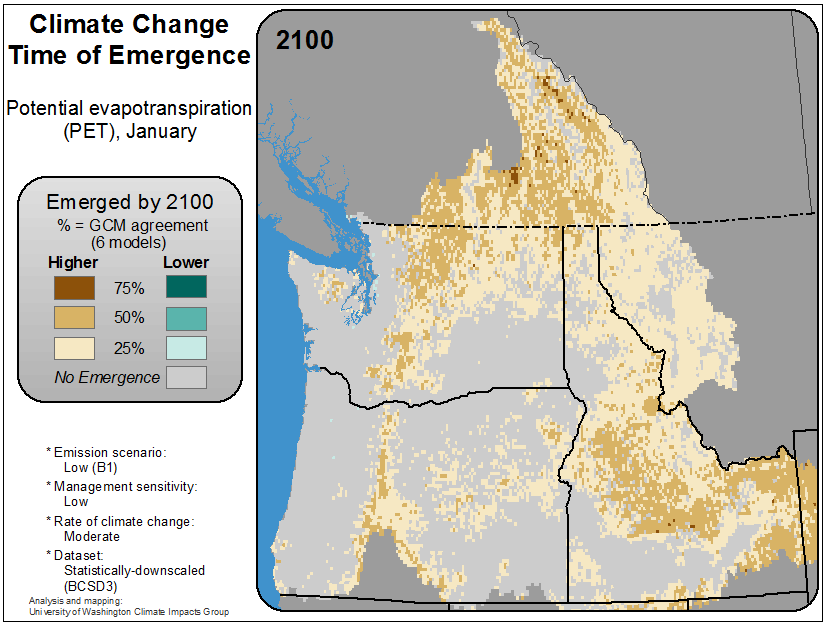 Climate Change
Time of Emergence
2100
Potential evapotranspiration
(PET), January
Emerged by 2100
% = GCM agreement
(6 models)
Higher Lower
75%
50%
25%
No Emergence
* Emission scenario:
Low (B1)
* Management sensitivity:
Low
* Rate of climate change:
Moderate
* Dataset:
Statistically-downscaled
(BCSD3)
Analysis and mapping:
University of Washington Climate Impacts Group